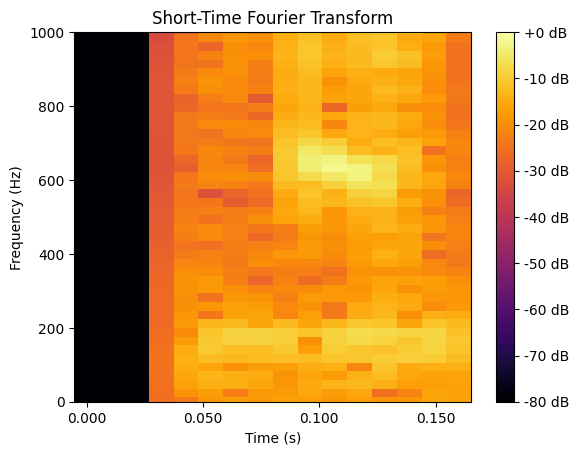 Short-Time Fourier Transform
Frequency (Hz)
1000
800
600
400
200
0
0.000
0.050
0.100
0.150
Time (s)
+0 dB
-10 dB
-20 dB
-30 dB
-40 dB
-50 dB
-60 dB
-70 dB
-80 dB